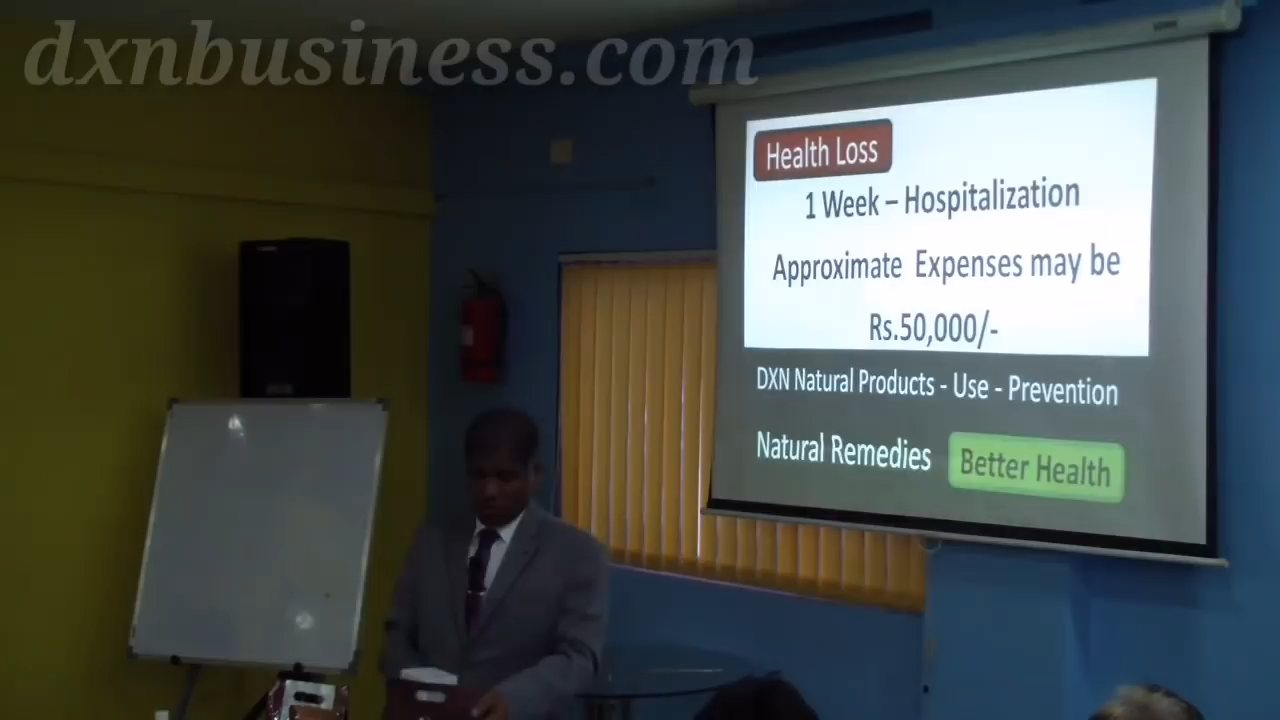 dxnbusiness.com
Health Loss
1 Week – Hospitalization
Approximate Expenses may be
Rs.50,000/-
DXN Natural Products - Use - Prevention
Natural Remedies Better Health